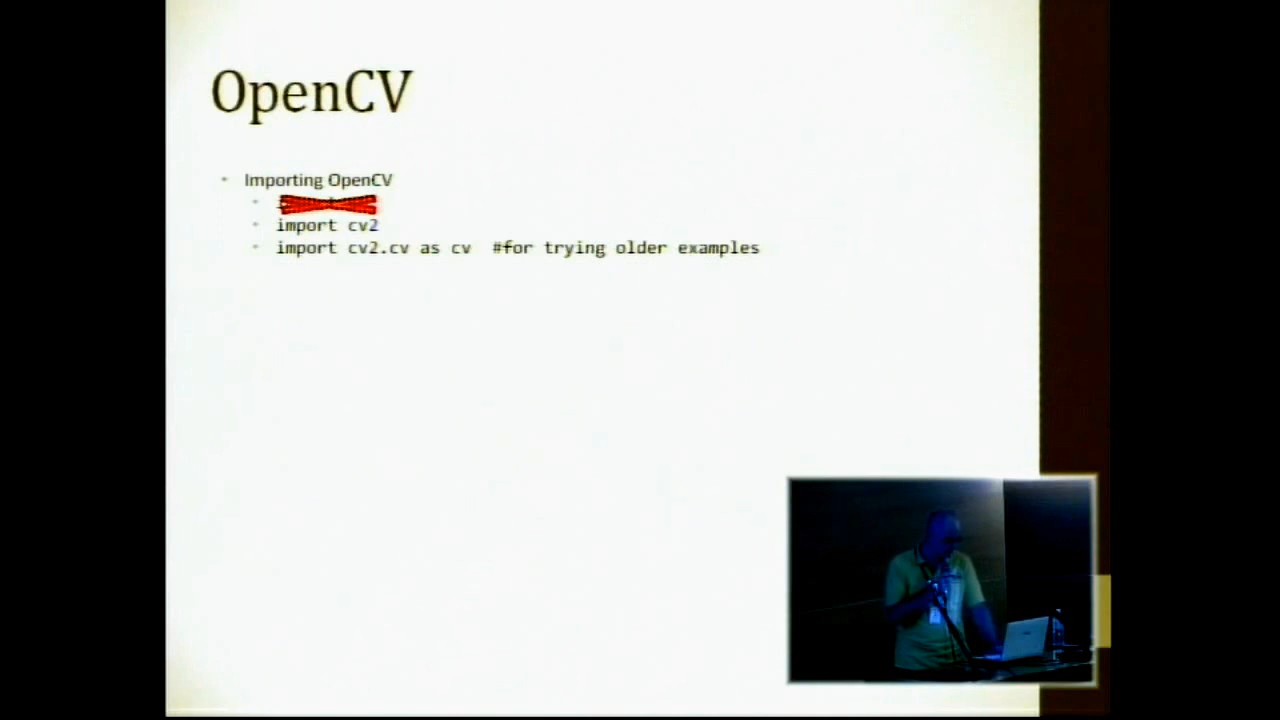 OpenCV
Importing OpenCV
import cv2
import cv2.cv as cv  #for trying older examples